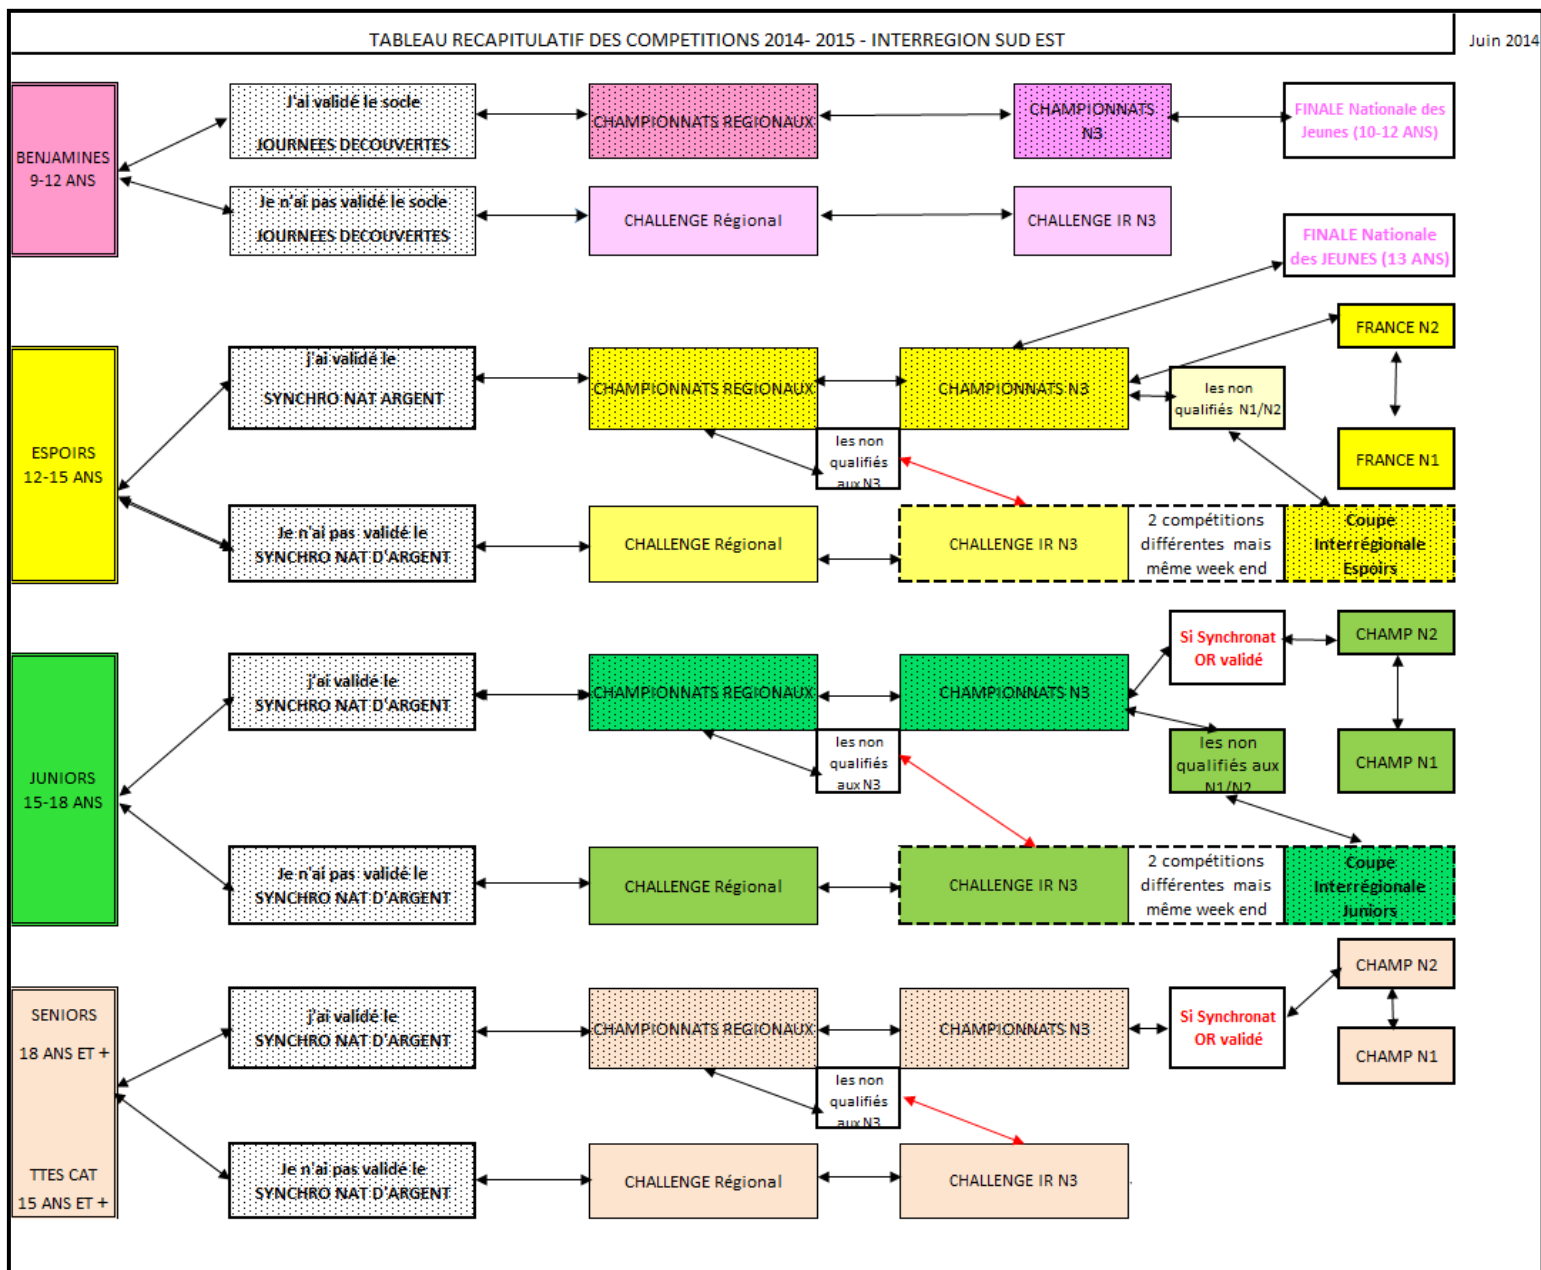 TABLEAU RECAPITULATIF DES COMPETITIONS 2014- 2015 - INTERREGION SUD EST
Juin 2014
BENJAMINES
9-12 ANS
J'ai validé le socle
JOURNEES DECOUVERTES
CHAMPIONNATS REGIONAUX
CHAMPIONNATS
N3
FINALE Nationale des
Jeunes (10-12 ANS)
Je n'ai pas validé le socle
JOURNEES DECOUVERTES
CHALLENGE Régional
CHALLENGE IR N3
FINALE Nationale
des JEUNES (13 ANS)
ESPOIRS
12-15 ANS
j'ai validé le
SYNCHRO NAT ARGENT
CHAMPIONNATS REGIONAUX
CHAMPIONNATS N3
les non
qualifiés N1/N2
FRANCE N2
FRANCE N1
les non
qualifiés
aux N3
Je n'ai pas  validé le
SYNCHRO NAT D'ARGENT
CHALLENGE Régional
CHALLENGE IR N3
2 compétitions
différentes  mais
même week end
Coupe
Interrégionale
Espoirs
JUNIORS
15-18 ANS
j'ai validé le
SYNCHRO NAT D'ARGENT
CHAMPIONNATS REGIONAUX
CHAMPIONNATS N3
Si Synchronat
OR validé
CHAMP N2
les non
qualifiés
aux N3
les non
qualifiés aux
N1/N2
CHAMP N1
Je n'ai pas  validé le
SYNCHRO NAT D'ARGENT
CHALLENGE Régional
CHALLENGE IR N3
2 compétitions
différentes  mais
même week end
Coupe
Interrégionale
Juniors
SENIORS
18 ANS ET +
TTES CAT
15 ANS ET +
j'ai validé le
SYNCHRO NAT D'ARGENT
CHAMPIONNATS REGIONAUX
CHAMPIONNATS N3
Si Synchronat
OR validé
CHAMP N2
CHAMP N1
les non
qualifiés
aux N3
Je n'ai pas validé le
SYNCHRO NAT D'ARGENT
CHALLENGE Régional
CHALLENGE IR N3